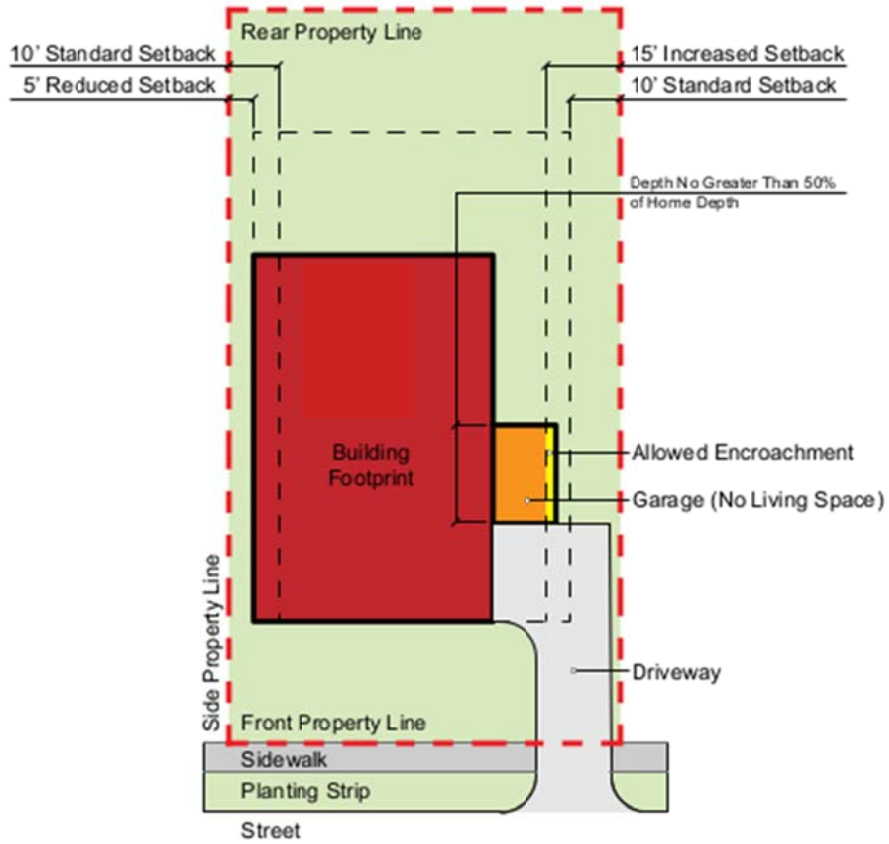 Rear Property Line
10' Standard Setback
5' Reduced Setback
15' Increased Setback
10' Standard Setback
Depth No Greater Than 50%
of Home Depth
Building
Footprint
Allowed Encroachment
Garage (No Living Space)
Side Property Line
Driveway
Front Property Line
Sidewalk
Planting Strip
Street